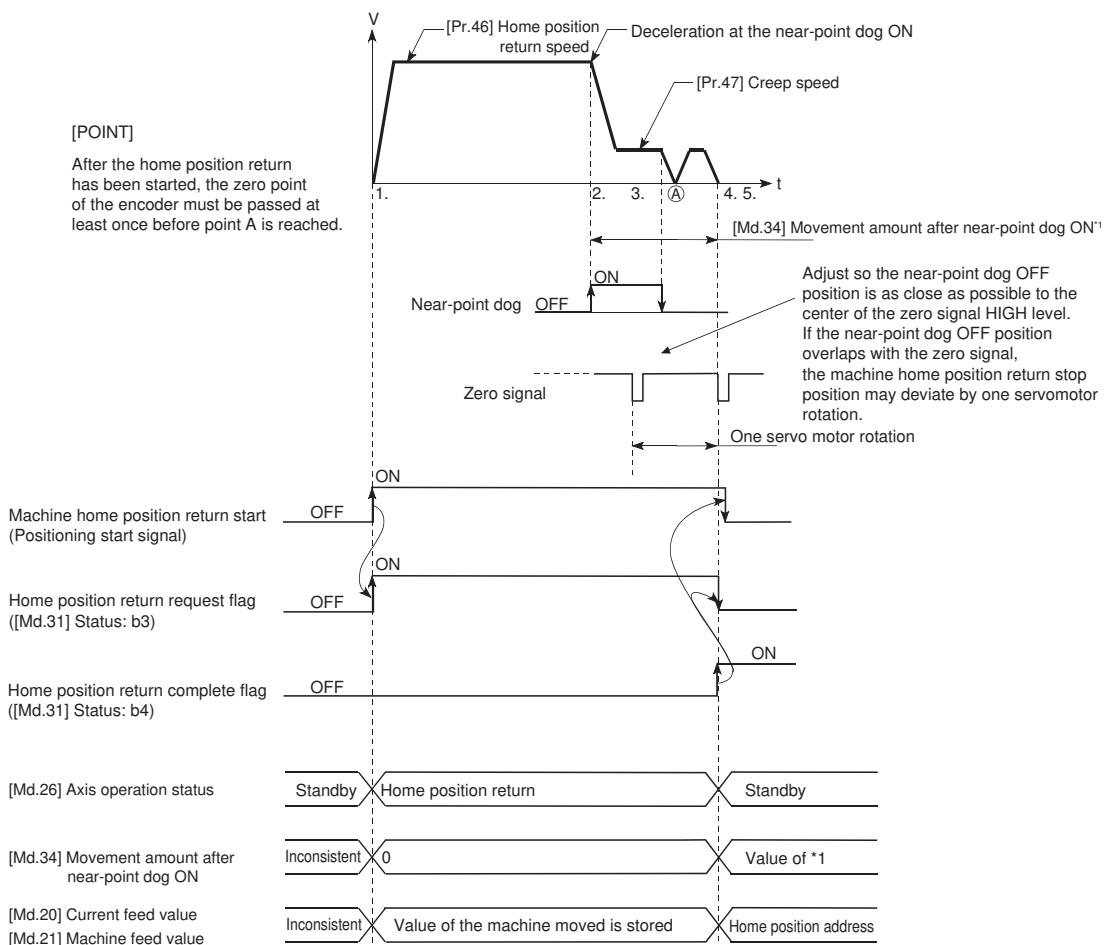 V
[Pr.46] Home position
return speed
Deceleration at the near-point dog ON
[Pr.47] Creep speed
[POINT]
After the home position return
has been started, the zero point
of the encoder must be passed at
least once before point A is reached.
1.
2.
3.
A
4. 5.
t
[Md.34] Movement amount after near-point dog ON*1
Near-point dog
OFF
ON
Adjust so the near-point dog OFF
position is as close as possible to the
center of the zero signal HIGH level.
If the near-point dog OFF position
overlaps with the zero signal,
the machine home position return stop
position may deviate by one servomotor
rotation.
Zero signal
One servo motor rotation
ON
Machine home position return start
(Positioning start signal)
OFF
ON
Home position return request flag
([Md.31] Status: b3)
OFF
ON
Home position return complete flag
([Md.31] Status: b4)
OFF
[Md.26] Axis operation status
Standby
Home position return
Standby
[Md.34] Movement amount after
near-point dog ON
Inconsistent
0
Value of *1
[Md.20] Current feed value
[Md.21] Machine feed value
Inconsistent
Value of the machine moved is stored
Home position address